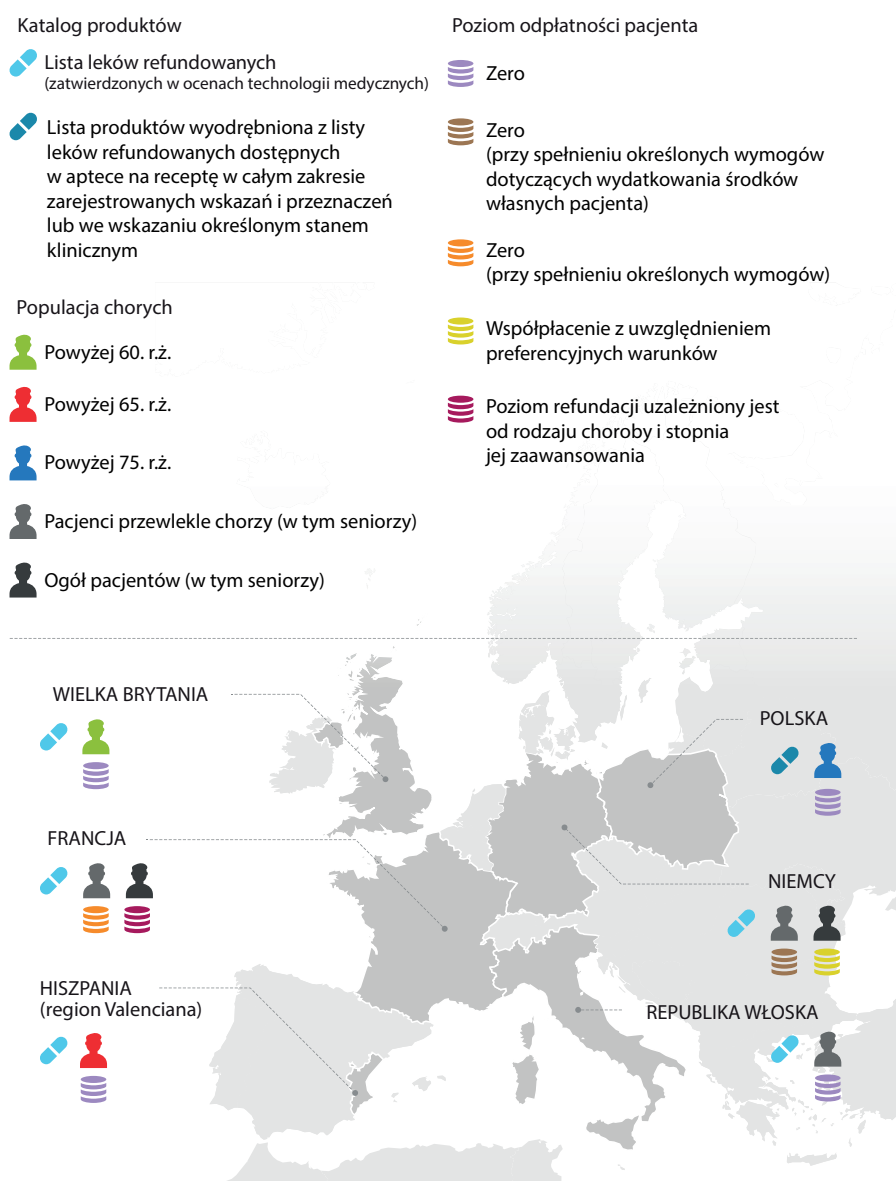 Katalog produktów
Lista leków refundowanych
(zatwierdzonych w ocenach technologii medycznych)
Lista produktów wyodrębniona z listy
leków refundowanych dostępnych
w aptece na receptę w całym zakresie
zarejestrowanych wskazań i przeznaczeń
lub we wskazaniu określonym stanem
klinicznym
Populacja chorych
Powyżej 60. r.ż.
Powyżej 65. r.ż.
Powyżej 75. r.ż.
Pacjenci przewlekle chorzy (w tym seniorzy)
Ogół pacjentów (w tym seniorzy)
Poziom odpłatności pacjenta
Zero
Zero
(przy spełnieniu określonych wymogów
dotyczących wydatkowania środków
własnych pacjenta)
Zero
(przy spełnieniu określonych wymogów)
Współpłacenie z uwzględnieniem
preferencyjnych warunków
Poziom refundacji uzależniony jest
od rodzaju choroby i stopnia
jej zaawansowania
WIELKA BRYTANIA
FRANCJA
HISZPANIA
(region Valenciana)
POLSKA
NIEMCY
REPUBLIKA WŁOSKA